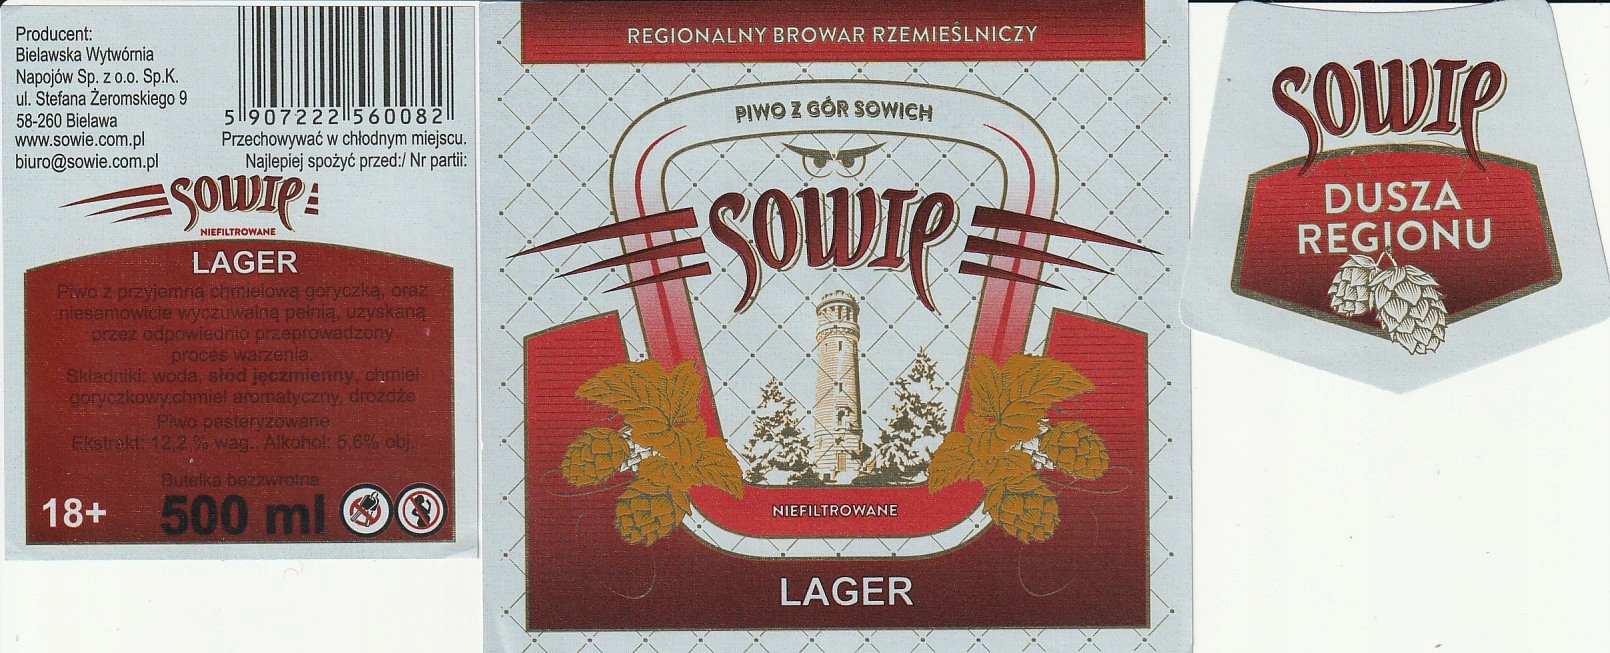 Producent:
Bielawska Wytwórnia
Napojów Sp. z o.o. Sp.K.
ul. Stefana Żeromskiego 9
58-260 Bielawa
www.sowie.com.pl
biuro@sowie.com.pl
5 907222 560082
Przechowywać w chłodnym miejscu.
Najlepiej spożyć przed:/ Nr partii:
SOWIE
NIEFILTROWANE
LAGER
Piwo z przyjemną chmielową goryczką, oraz
niesamowicie wyczuwalną pełnią, uzyskaną
przez odpowiednio przeprowadzony
proces warzenia.
Składniki: woda, słód jęczmienny, chmiel
goryczkowy,chmiel aromatyczny, drożdże
Piwo pasteryzowane
Ekstrakt: 12,2 % wag., Alkohol: 5,6% obj.
Butelka bezzwrotna
18+ 500 ml
REGIONALNY BROWAR RZEMIEŚLNICZY
PIWO Z GÓR SOWICH
SOWIE
NIEFILTROWANE
LAGER
SOWIE
DUSZA
REGIONU